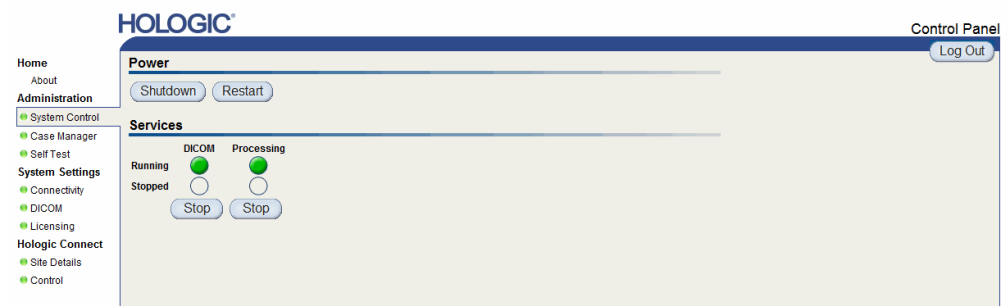 HOLOGIC®
Control Panel
Log Out
Home
About
Administration
System Control
Case Manager
Self Test
System Settings
Connectivity
DICOM
Licensing
Hologic Connect
Site Details
Control
Power
Shutdown Restart
Services
DICOM Processing
Running
Stopped
Stop Stop